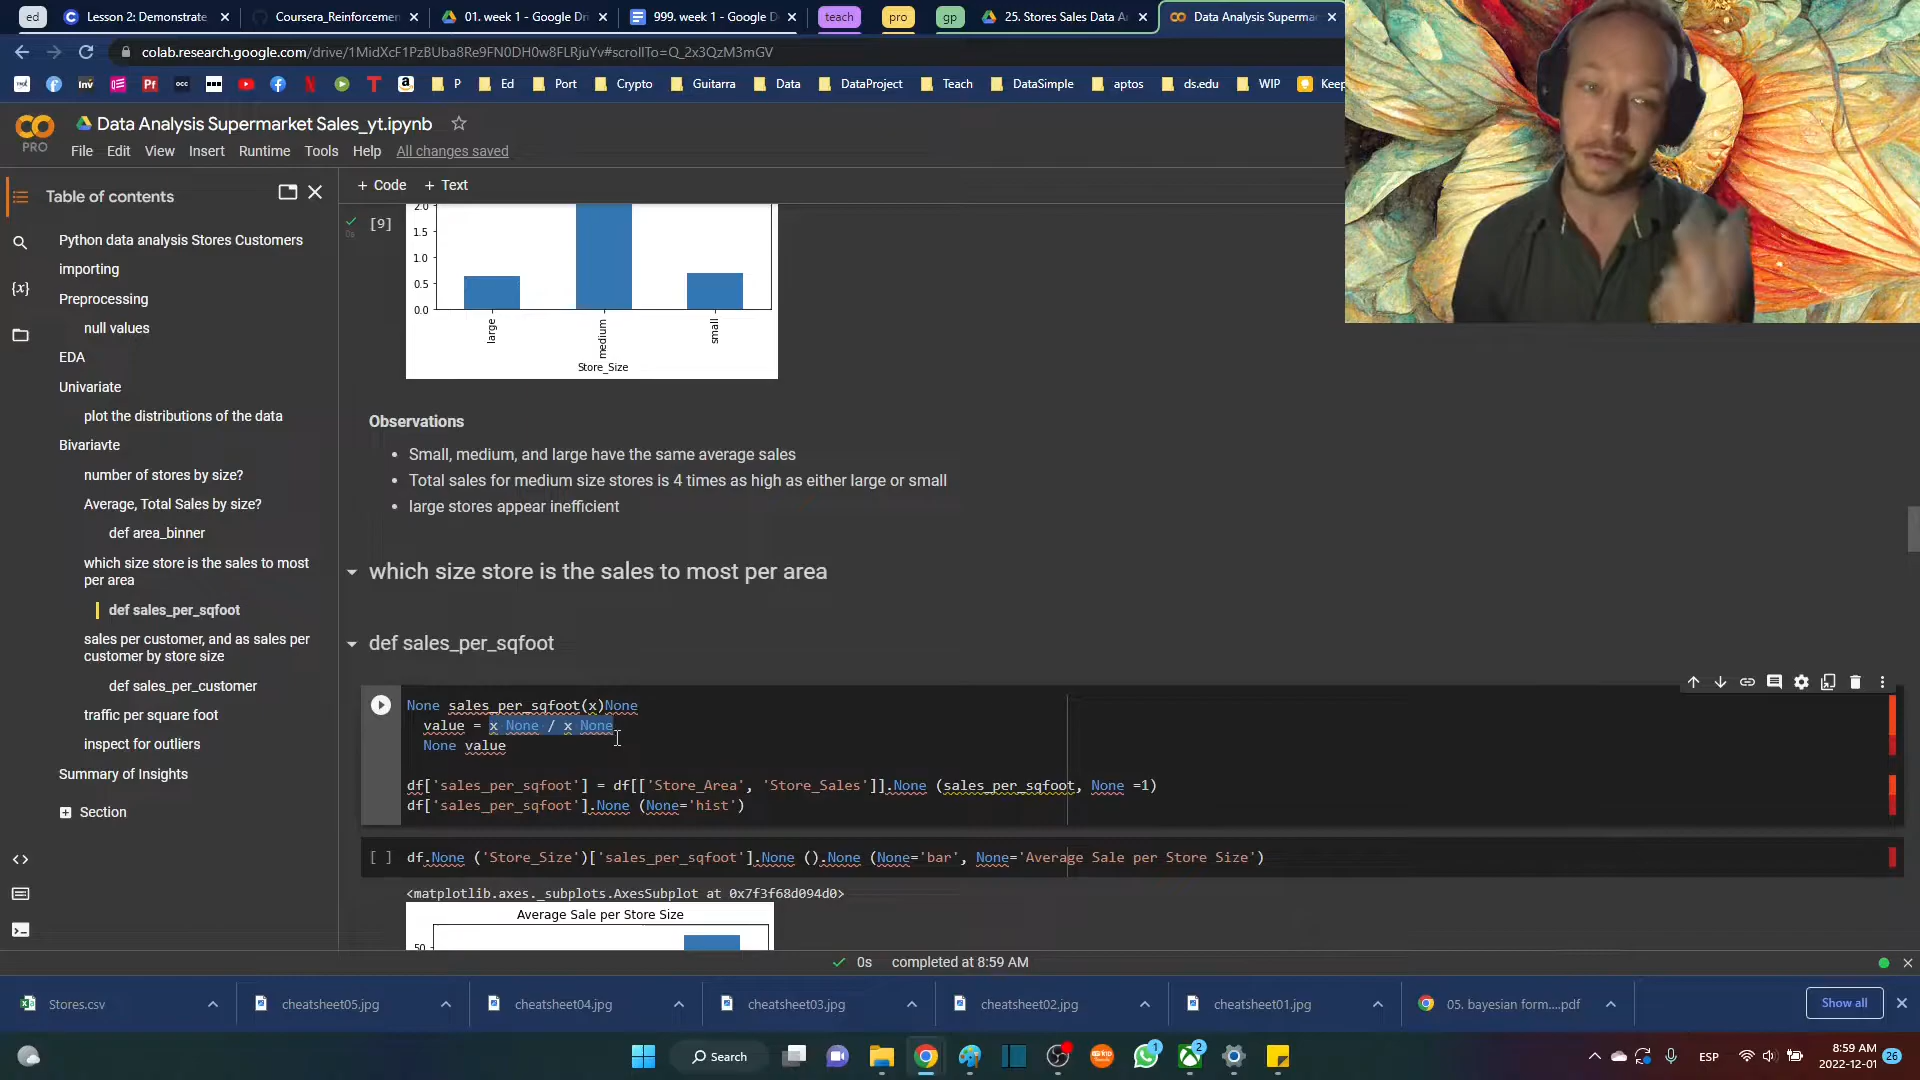 ed
Lesson 2: Demonstrate
Coursera_Reinforcemen
01. week 1 - Google Dri
999. week 1 - Google D
teach
pro
gp
25. Stores Sales Data A
Data Analysis Superma
colab.research.google.com/drive/1MidXcF1PzBUba8Re9FN0DH0w8FLRjuYv#scrollTo=Q_2x3QzM3mGV
P
Ed
Port
Crypto
Guitarra
Data
DataProject
Teach
DataSimple
aptos
ds.edu
WIP
Keep
PRO
Data Analysis Supermarket Sales_yt.ipynb
File Edit View Insert Runtime Tools Help All changes saved
Table of contents
+ Code + Text
Python data analysis Stores Customers
importing
Preprocessing
null values
EDA
Univariate
plot the distributions of the data
Bivariavte
number of stores by size?
Average, Total Sales by size?
def area_binner
which size store is the sales to most
per area
def sales_per_sqfoot
sales per customer, and as sales per
customer by store size
def sales_per_customer
traffic per square foot
inspect for outliers
Summary of Insights
Section
[9]
2.0
1.5
1.0
0.5
0.0
large
medium
small
Store_Size
Observations
• Small, medium, and large have the same average sales
• Total sales for medium size stores is 4 times as high as either large or small
• large stores appear inefficient
which size store is the sales to most per area
def sales_per_sqfoot
None sales_per_sqfoot(x)None
value = x None / x None
None value
df['sales_per_sqfoot'] = df[['Store_Area', 'Store_Sales']].None (sales_per_sqfoot, None =1)
df['sales_per_sqfoot'].None (None='hist')
[ ] df.None ('Store_Size')['sales_per_sqfoot'].None ().None (None='bar', None='Average Sale per Store Size')
<matplotlib.axes._subplots.AxesSubplot at 0x7f3f68d094d0>
Average Sale per Store Size
50
0s completed at 8:59 AM
Stores.csv
cheatsheet05.jpg
cheatsheet04.jpg
cheatsheet03.jpg
cheatsheet02.jpg
cheatsheet01.jpg
05. bayesian form....pdf
Show all
Search
1
2
ESP
8:59 AM
2022-12-01
26